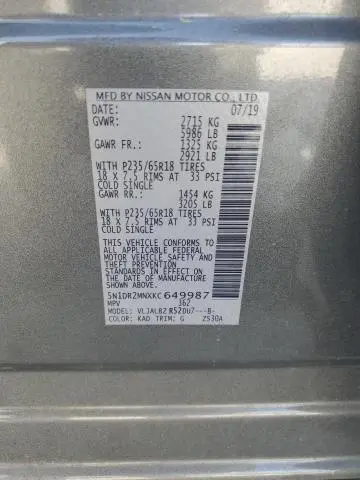 MFD BY NISSAN MOTOR CO., LTD.
DATE: 07/19
GVWR: 2715 KG
5986 LB
GAWR FR.: 1325 KG
2921 LB
WITH P235/65R18 TIRES
18 X 7.5 RIMS AT 33 PSI
COLD SINGLE
GAWR RR.: 1454 KG
3205 LB
WITH P235/65R18 TIRES
18 X 7.5 RIMS AT 33 PSI
COLD SINGLE
THIS VEHICLE CONFORMS TO
ALL APPLICABLE FEDERAL
MOTOR VEHICLE SAFETY AND
THEFT PREVENTION
STANDARDS IN EFFECT ON
THE DATE OF MANUFACTURE
SHOWN ABOVE.
5N1DR2MNXKC649987
MPV 362
MODEL: VLJALBZ R52DU7---B-
COLOR: KAD TRIM: G ZS30A